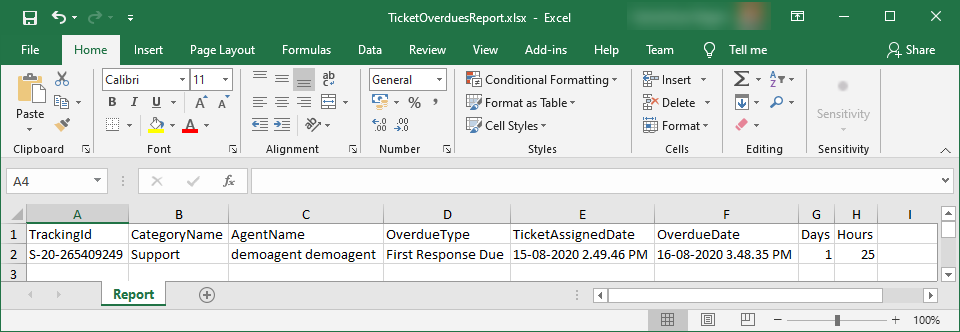 TicketOverduesReport.xlsx - Excel
File Home Insert Page Layout Formulas Data Review View Add-ins Help Team Tell me Share
Calibri 11 General Conditional Formatting Insert
Paste B I U A A ab c Format as Table Delete Sensitivity
$ % , Cell Styles Format
Clipboard Font Alignment Number Styles Cells Editing Sensitivity
A4 fx
A B C D E F G H I
1 TrackingId CategoryName AgentName OverdueType TicketAssignedDate OverdueDate Days Hours
2 S-20-265409249 Support demoagent demoagent First Response Due 15-08-2020 2.49.46 PM 16-08-2020 3.48.35 PM 1 25
3
Report
100%